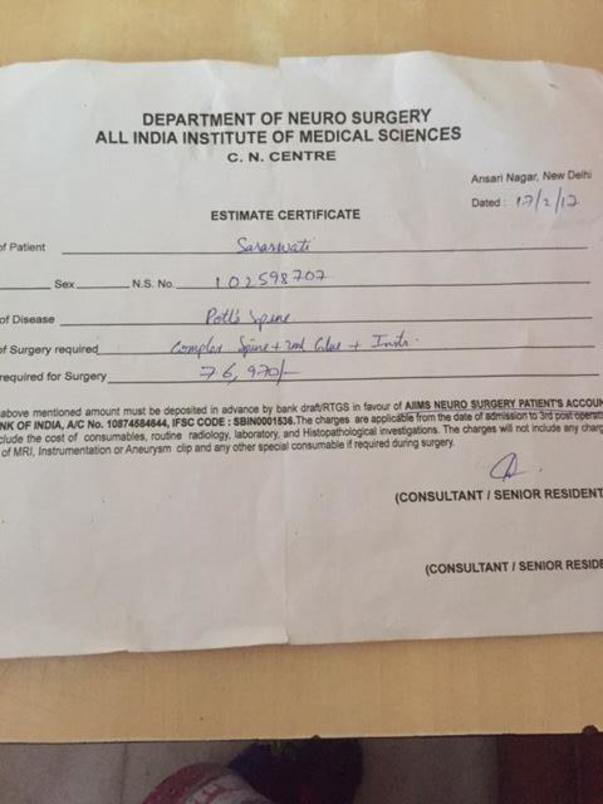 DEPARTMENT OF NEURO SURGERY
ALL INDIA INSTITUTE OF MEDICAL SCIENCES
C. N. CENTRE
Ansari Nagar, New Delhi
Dated : 17/2/17
ESTIMATE CERTIFICATE
of Patient Saraswati
Sex N.S. No. 102598707
of Disease Pott's Spine
of Surgery required Complex Spine + + Instr.
required for Surgery 76,970/-
above mentioned amount must be deposited in advance by bank draft/RTGS in favour of AIIMS NEURO SURGERY PATIENT'S ACCOUN
NK OF INDIA, A/C No. 10874584644, IFSC CODE : SBIN0001536.The charges are applicable from the date of admission to 3rd post operat
clude the cost of consumables, routine radiology, laboratory, and Histopathological investigations. The charges will not include any charg
of MRI, Instrumentation or Aneurysm clip and any other special consumable if required during surgery.
(CONSULTANT / SENIOR RESIDENT
(CONSULTANT / SENIOR RESIDE